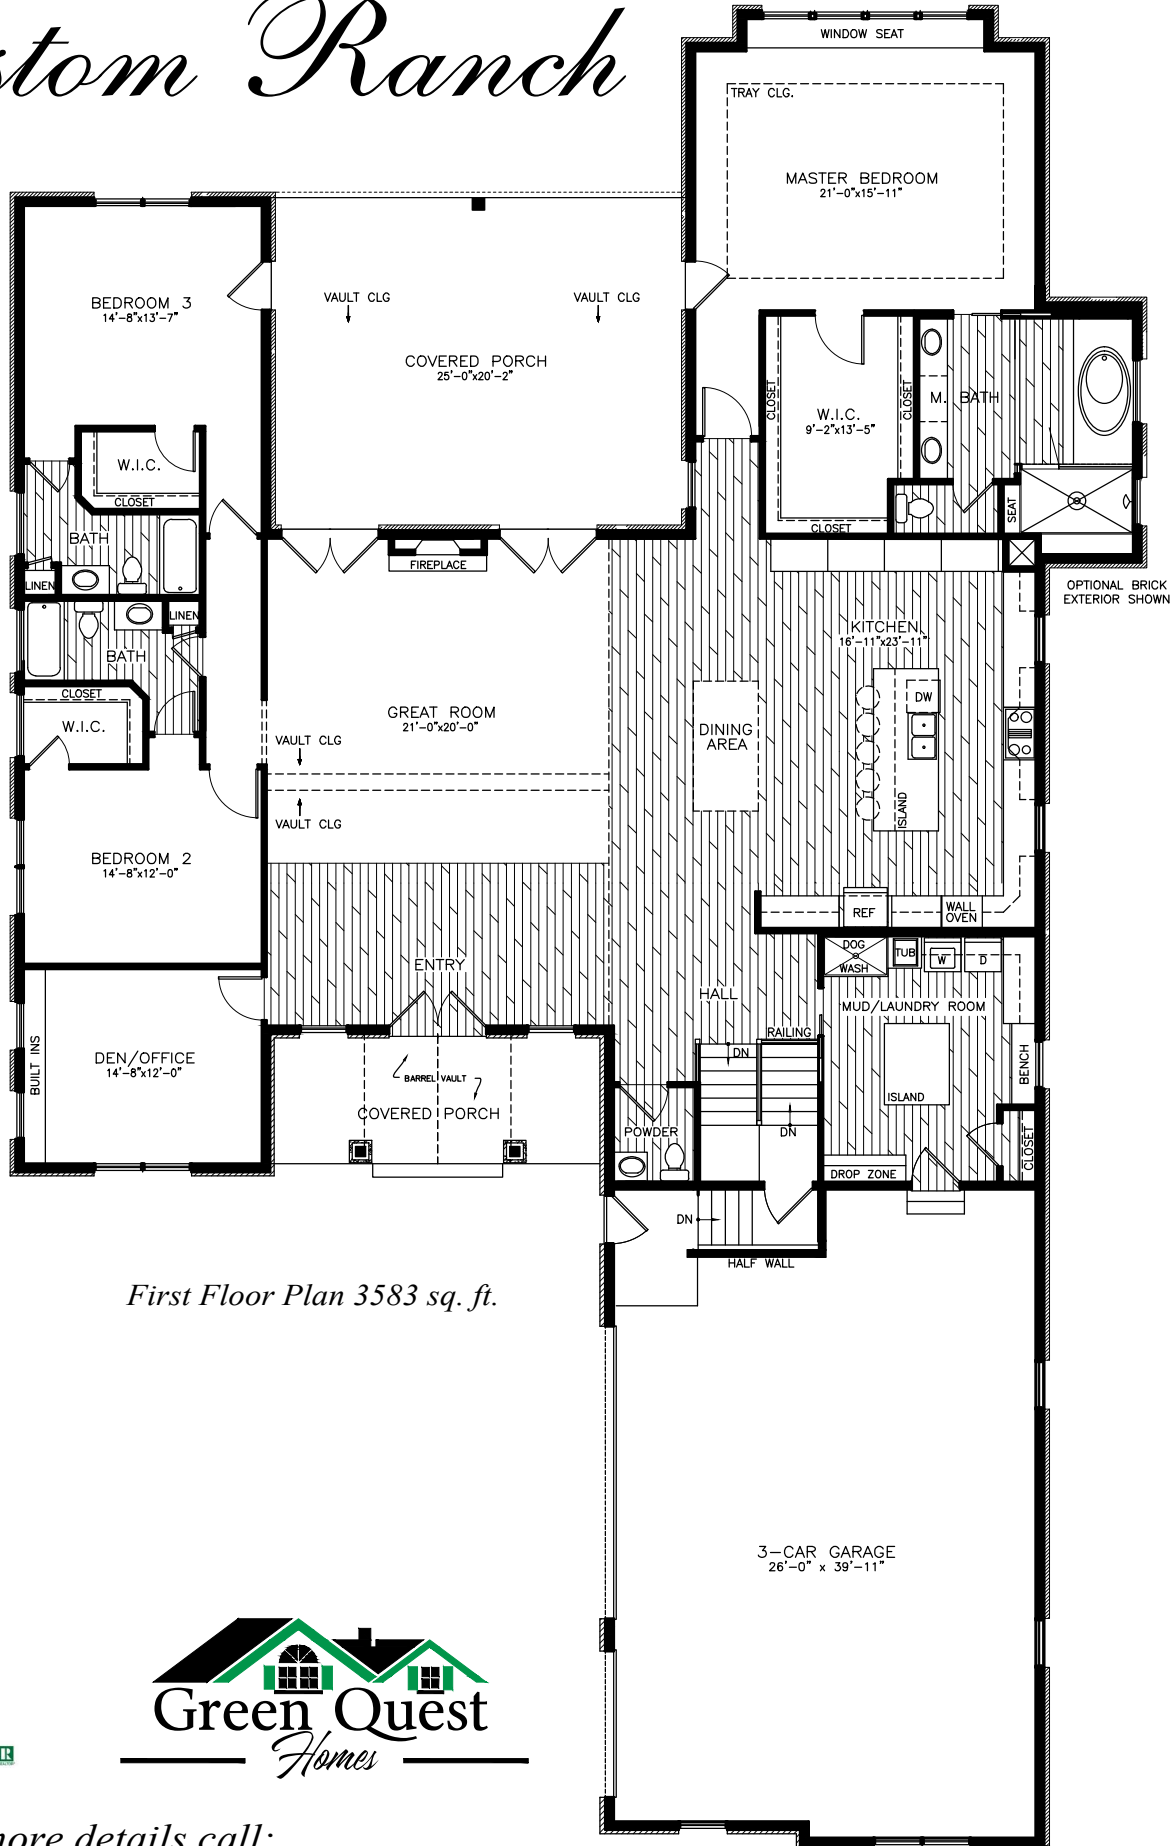 stom Ranch
WINDOW SEAT
TRAY CLG.
MASTER BEDROOM
21'-0"x15'-11"
BEDROOM 3
14'-8"x13'-7"
VAULT CLG
VAULT CLG
COVERED PORCH
25'-0"x20'-2"
CLOSET
W.I.C.
9'-2"x13'-5"
CLOSET
CLOSET
M. BATH
SEAT
W.I.C.
CLOSET
BATH
LINEN
FIREPLACE
OPTIONAL BRICK
EXTERIOR SHOWN
LINEN
BATH
CLOSET
W.I.C.
KITCHEN
16'-11"x23'-11"
DW
ISLAND
GREAT ROOM
21'-0"x20'-0"
DINING
AREA
VAULT CLG
VAULT CLG
BEDROOM 2
14'-8"x12'-0"
REF
WALL
OVEN
DOG
WASH
TUB
W
D
ENTRY
HALL
MUD/LAUNDRY ROOM
RAILING
DN
BENCH
BUILT INS
DEN/OFFICE
14'-8"x12'-0"
BARREL VAULT
COVERED PORCH
ISLAND
POWDER
DN
CLOSET
DROP ZONE
DN
HALF WALL
First Floor Plan 3583 sq. ft.
3-CAR GARAGE
26'-0" x 39'-11"
Green Quest
Homes
R
more details call: